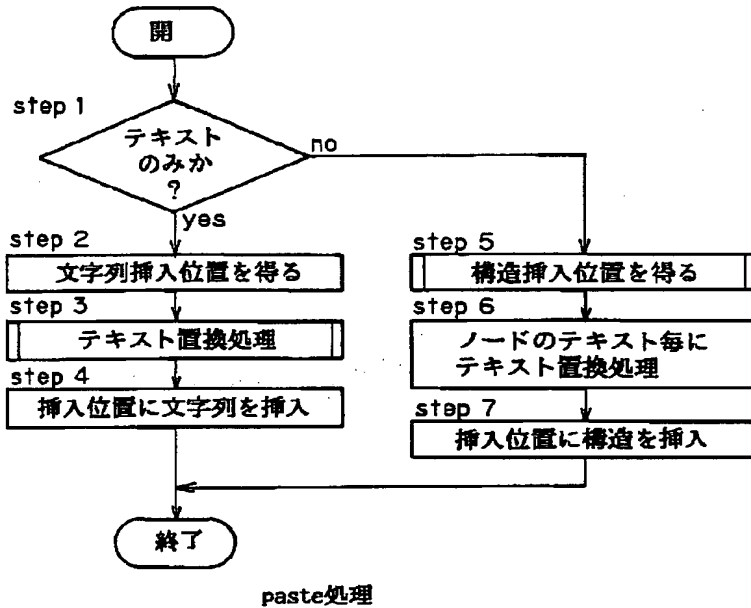 開
step 1
テキスト
のみか
?
no
yes
step 2
文字列挿入位置を得る
step 3
テキスト置換処理
step 4
挿入位置に文字列を挿入
step 5
構造挿入位置を得る
step 6
ノードのテキスト毎に
テキスト置換処理
step 7
挿入位置に構造を挿入
終了
paste処理